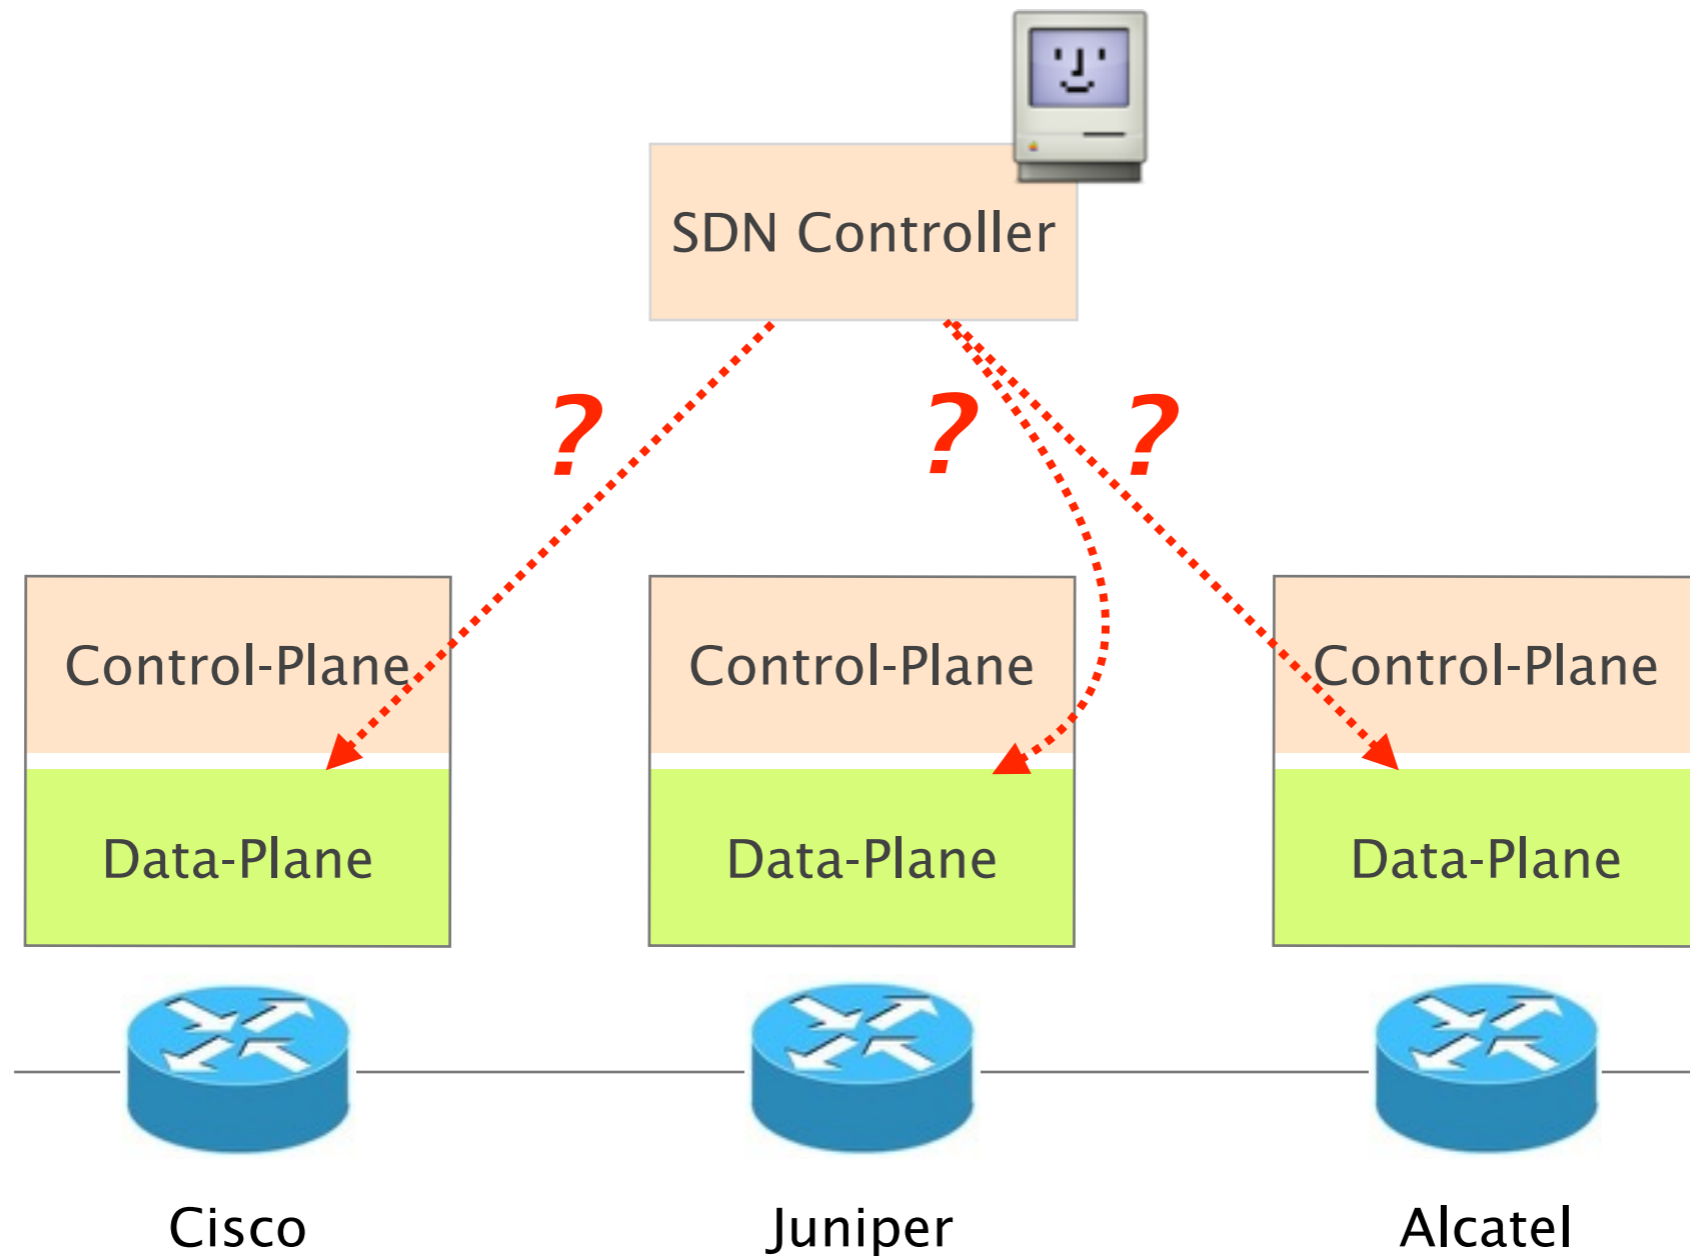 SDN Controller
? ? ?
Control-Plane Control-Plane Control-Plane
Data-Plane Data-Plane Data-Plane
Cisco Juniper Alcatel